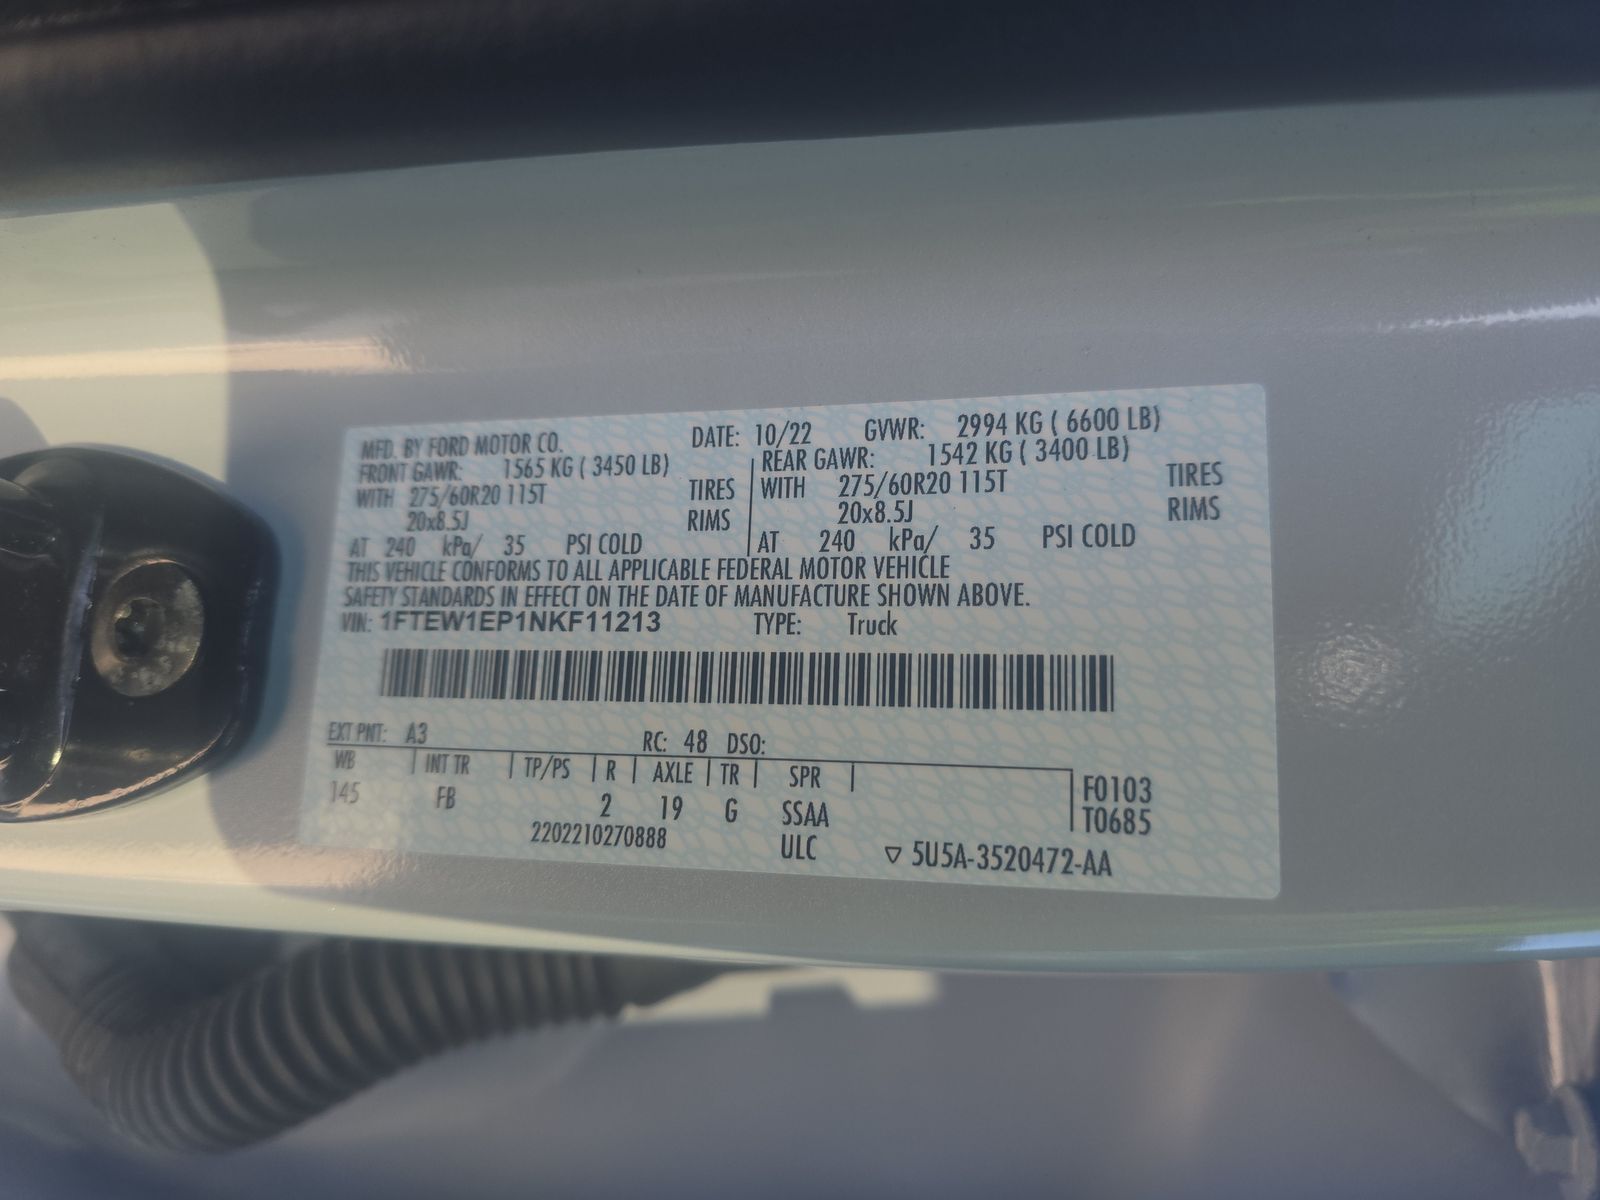 MFD. BY FORD MOTOR CO. DATE: 10/22 GVWR: 2994 KG ( 6600 LB)
FRONT GAWR: 1565 KG ( 3450 LB) REAR GAWR: 1542 KG ( 3400 LB)
WITH 275/60R20 115T TIRES WITH 275/60R20 115T TIRES
20x8.5J RIMS 20x8.5J RIMS
AT 240 kPa/ 35 PSI COLD AT 240 kPa/ 35 PSI COLD
THIS VEHICLE CONFORMS TO ALL APPLICABLE FEDERAL MOTOR VEHICLE
SAFETY STANDARDS IN EFFECT ON THE DATE OF MANUFACTURE SHOWN ABOVE.
VIN: 1FTEW1EP1NKF11213 TYPE: Truck
EXT PNT: A3 RC: 48 DSO:
WB INT TR TP/PS R AXLE TR SPR F0103
145 FB 2 19 G SSAA T0685
2202210270888 ULC ▽ 5U5A-3520472-AA